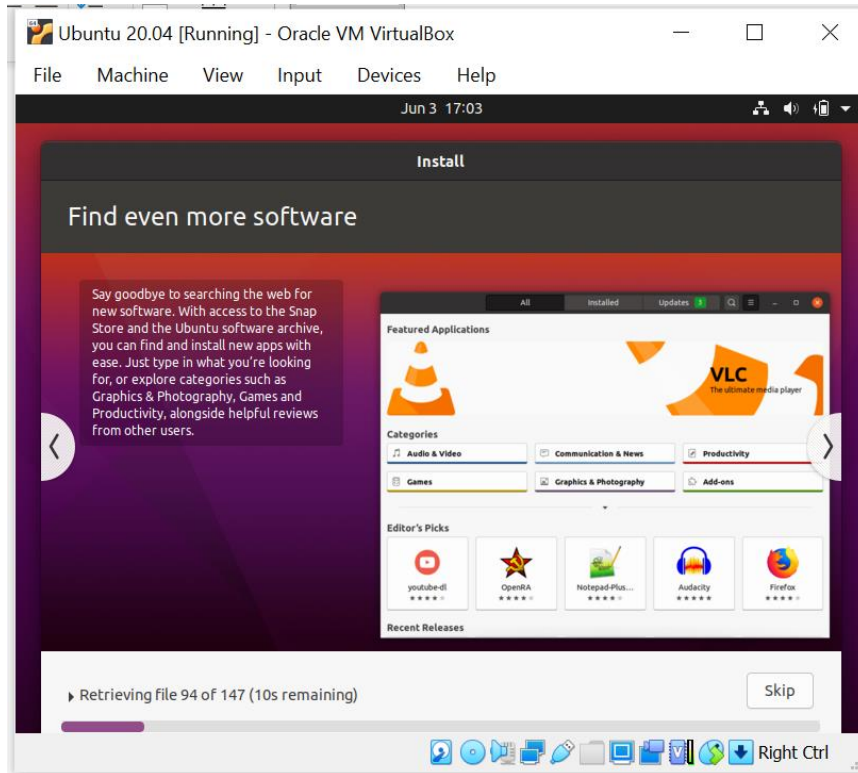 64
Ubuntu 20.04 [Running] - Oracle VM VirtualBox
File Machine View Input Devices Help
Jun 3 17:03
Install
Find even more software
Say goodbye to searching the web for
new software. With access to the Snap
Store and the Ubuntu software archive,
you can find and install new apps with
ease. Just type in what you're looking
for, or explore categories such as
Graphics & Photography, Games and
Productivity, alongside helpful reviews
from other users.
All Installed Updates 3
Featured Applications
VLC
The ultimate media player
Categories
Audio & Video Communication & News Productivity
Games Graphics & Photography Add-ons
Editor's Picks
youtube-dl OpenRA Notepad-Plus... Audacity Firefox
Recent Releases
Retrieving file 94 of 147 (10s remaining)
Skip
Right Ctrl